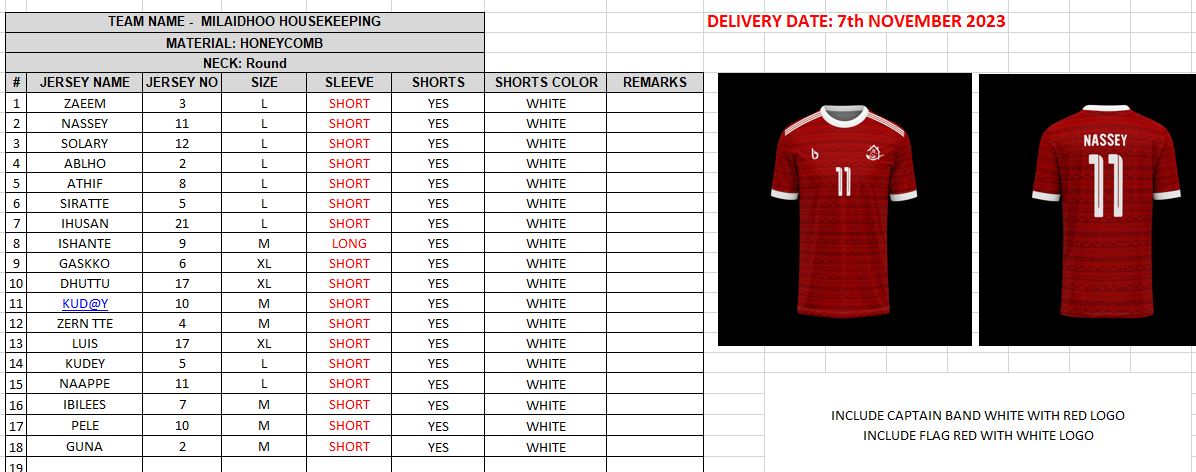 TEAM NAME - MILAIDHOO HOUSEKEEPING
MATERIAL: HONEYCOMB
NECK: Round
# JERSEY NAME JERSEY NO SIZE SLEEVE SHORTS SHORTS COLOR REMARKS
1 ZAEEM 3 L SHORT YES WHITE
2 NASSEY 11 L SHORT YES WHITE
3 SOLARY 12 L SHORT YES WHITE
4 ABLHO 2 L SHORT YES WHITE
5 ATHIF 8 L SHORT YES WHITE
6 SIRATTE 5 L SHORT YES WHITE
7 IHUSAN 21 L SHORT YES WHITE
8 ISHANTE 9 M LONG YES WHITE
9 GASKKO 6 XL SHORT YES WHITE
10 DHUTTU 17 XL SHORT YES WHITE
11 KUD@Y 10 M SHORT YES WHITE
12 ZERN TTE 4 M SHORT YES WHITE
13 LUIS 17 XL SHORT YES WHITE
14 KUDEY 5 L SHORT YES WHITE
15 NAAPPE 11 L SHORT YES WHITE
16 IBILEES 7 M SHORT YES WHITE
17 PELE 10 M SHORT YES WHITE
18 GUNA 2 M SHORT YES WHITE
19
DELIVERY DATE: 7th NOVEMBER 2023
b
11
NASSEY
11
INCLUDE CAPTAIN BAND WHITE WITH RED LOGO
INCLUDE FLAG RED WITH WHITE LOGO